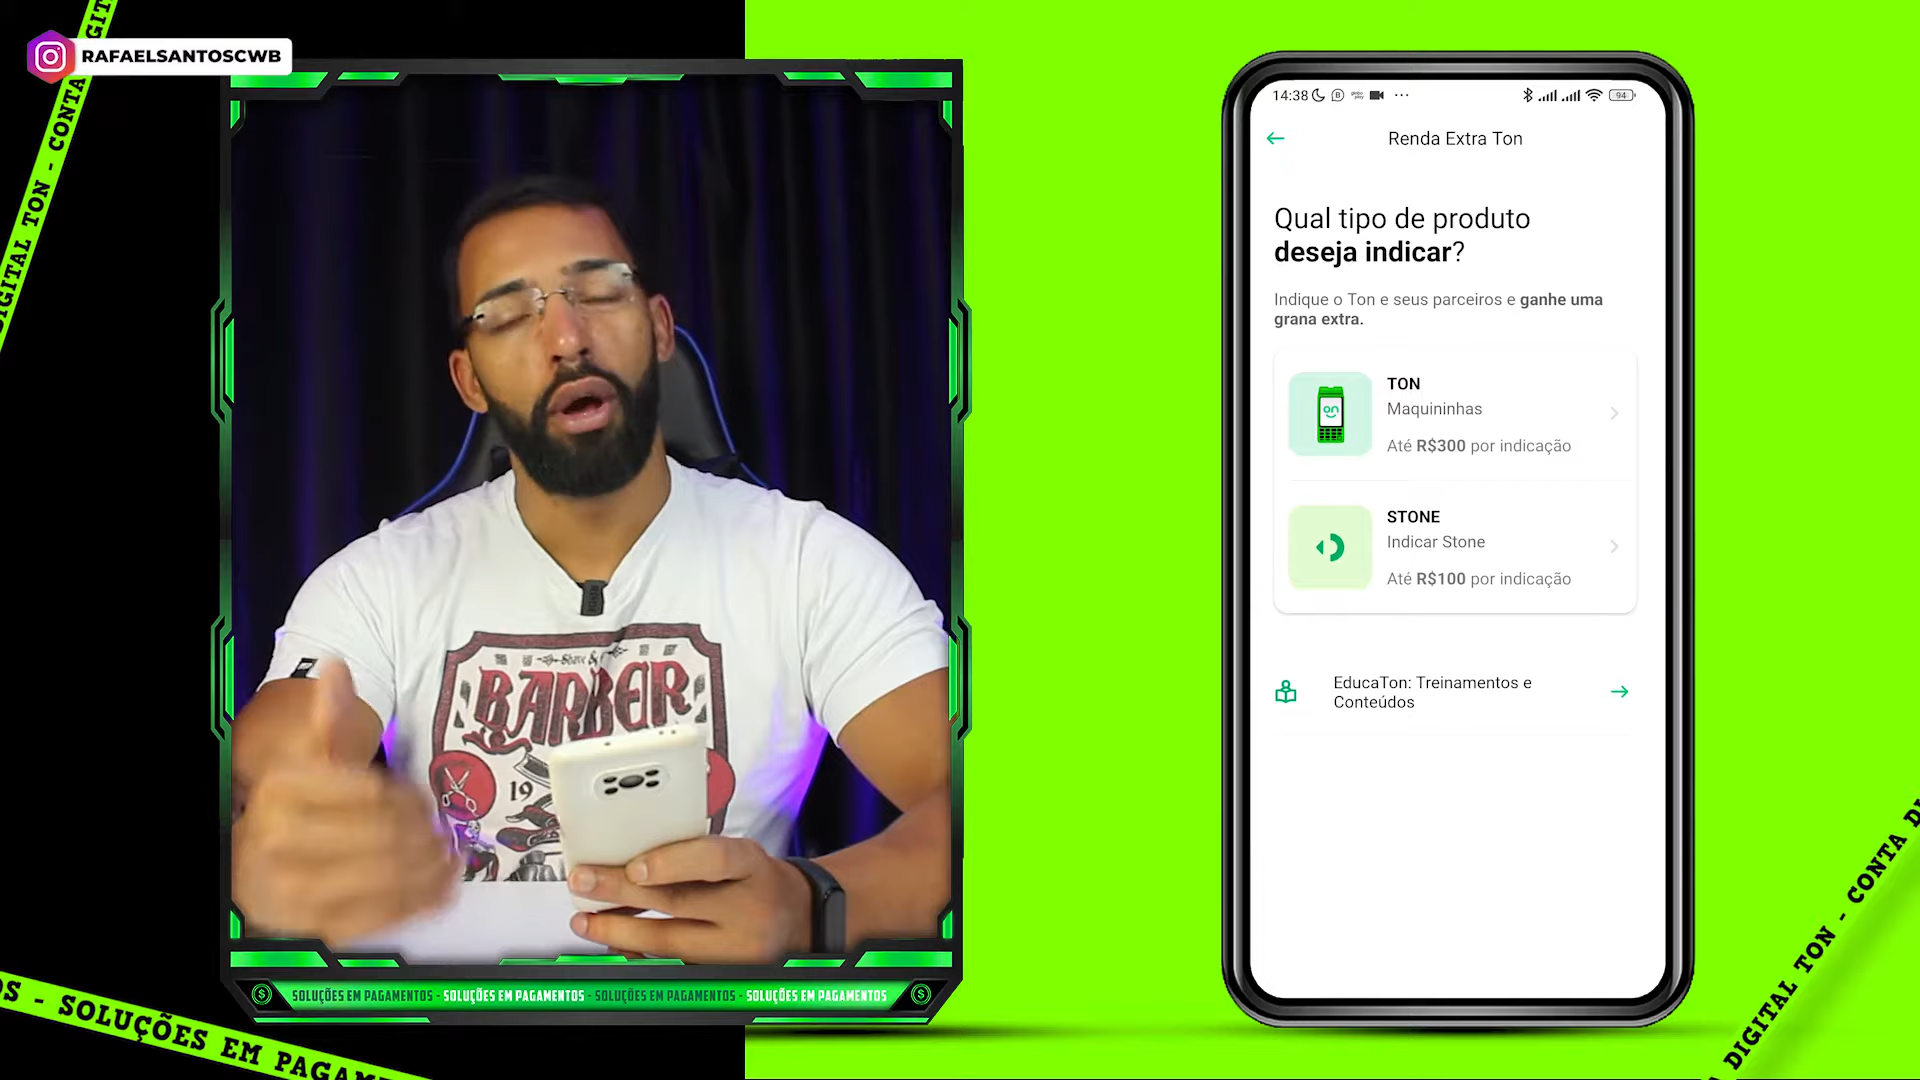 RAFAELSANTOSCWB
DIGITAL TON - CONTA
SOLUÇÕES EM PAGAMENTOS - SOLUÇÕES EM PAGAMENTOS - SOLUÇÕES EM PAGAMENTOS - SOLUÇÕES EM PAGAMENTOS
- SOLUÇÕES EM
BARBER
19
14:38
94
Renda Extra Ton
Qual tipo de produto
deseja indicar?
Indique o Ton e seus parceiros e ganhe uma
grana extra.
on
TON
Maquininhas
Até R$300 por indicação
STONE
Indicar Stone
Até R$100 por indicação
EducaTon: Treinamentos e
Conteúdos
DIGITAL TON - CONTA